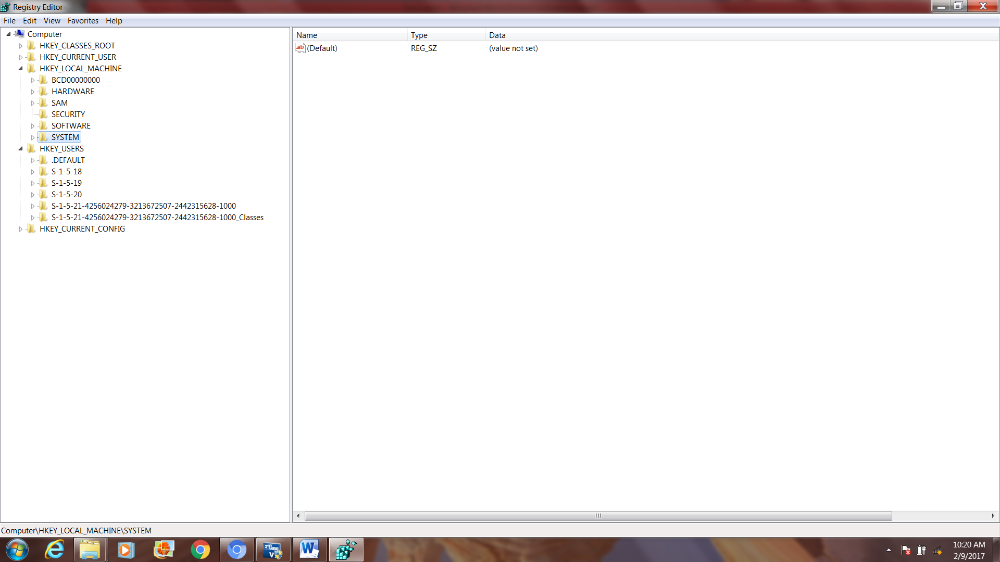 Registry Editor
File Edit View Favorites Help
Computer
HKEY_CLASSES_ROOT
HKEY_CURRENT_USER
HKEY_LOCAL_MACHINE
BCD00000000
HARDWARE
SAM
SECURITY
SOFTWARE
SYSTEM
HKEY_USERS
.DEFAULT
S-1-5-18
S-1-5-19
S-1-5-20
S-1-5-21-4256024279-3213672507-2442315628-1000
S-1-5-21-4256024279-3213672507-2442315628-1000_Classes
HKEY_CURRENT_CONFIG
Name Type Data
ab (Default) REG_SZ (value not set)
Computer\HKEY_LOCAL_MACHINE\SYSTEM
W
10:20 AM
2/9/2017